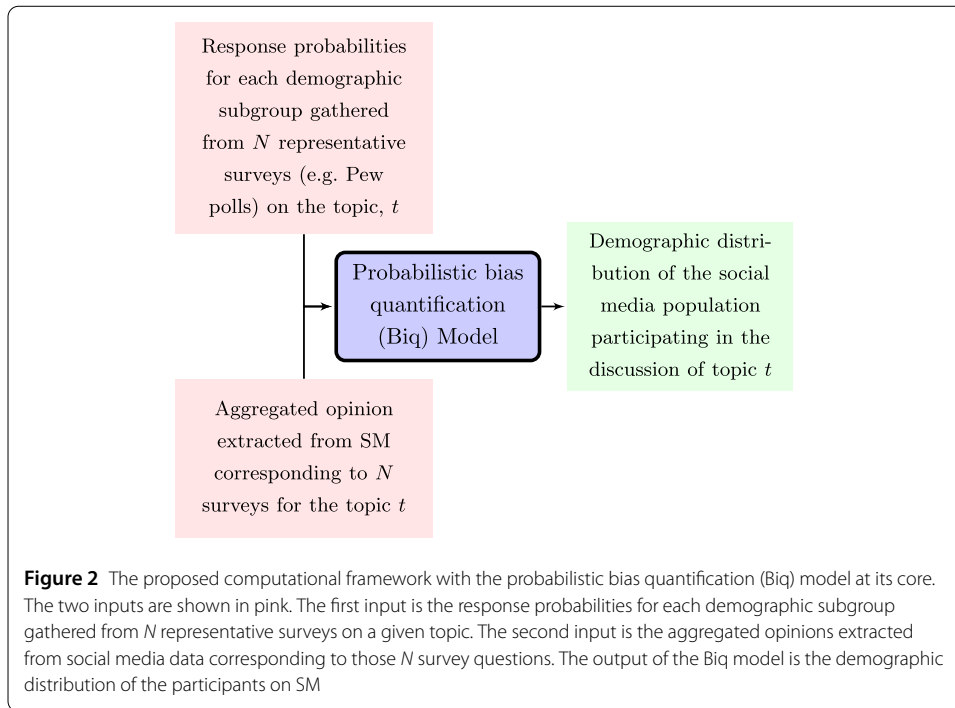 Response probabilities
for each demographic
subgroup gathered
from N representative
surveys (e.g. Pew
polls) on the topic, t
Probabilistic bias
quantification
(Biq) Model
Demographic distri-
bution of the social
media population
participating in the
discussion of topic t
Aggregated opinion
extracted from SM
corresponding to N
surveys for the topic t
Figure 2 The proposed computational framework with the probabilistic bias quantification (Biq) model at its core.
The two inputs are shown in pink. The first input is the response probabilities for each demographic subgroup
gathered from N representative surveys on a given topic. The second input is the aggregated opinions extracted
from social media data corresponding to those N survey questions. The output of the Biq model is the demographic
distribution of the participants on SM